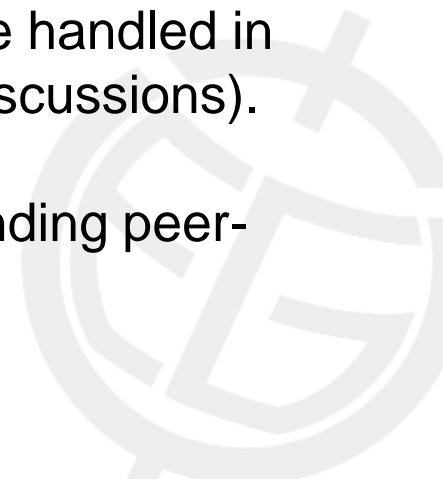 e handled in
scussions).
nding peer-